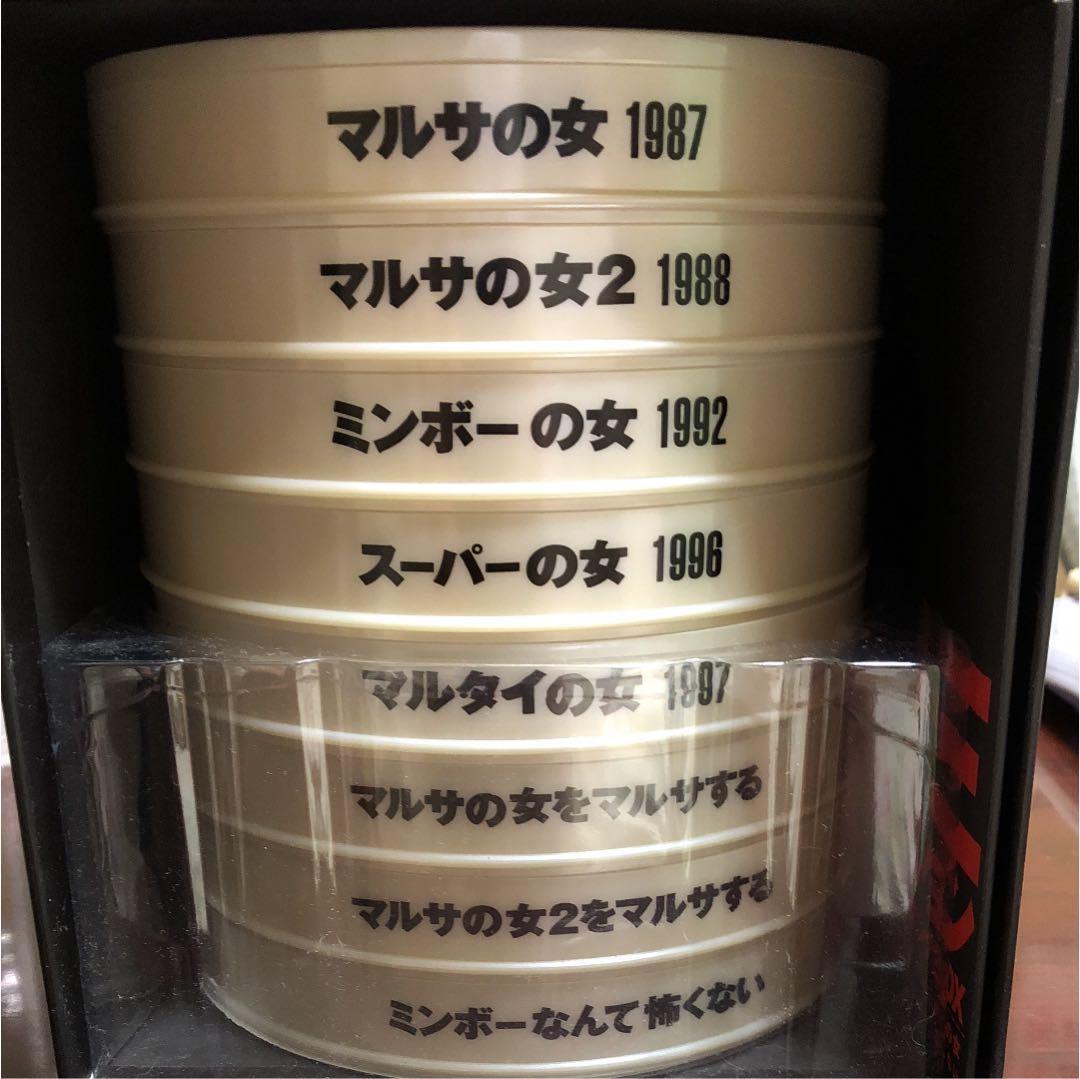 マルサの女 1987
マルサの女2 1988
ミンボーの女 1992
スーパーの女 1996
マルタイの女 1997
マルサの女をマルサする
マルサの女2をマルサする
ミンボーなんて怖くない